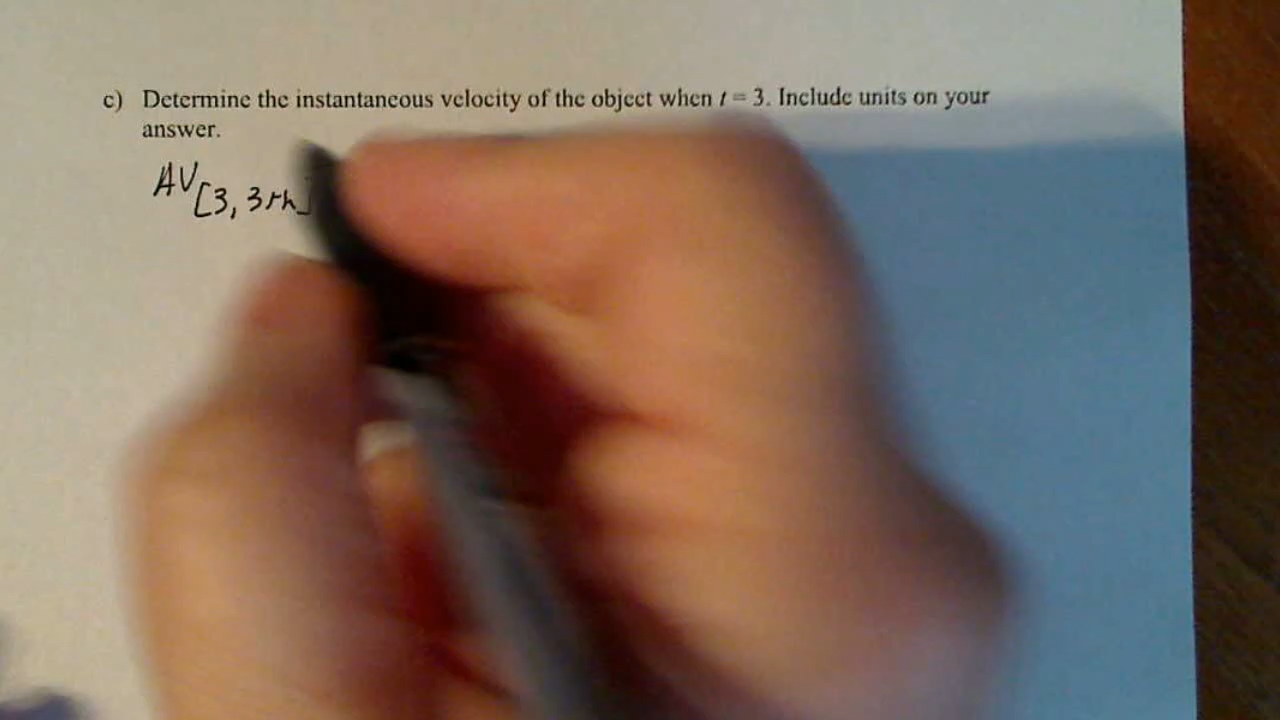 c) Determine the instantaneous velocity of the object when t = 3. Include units on your
answer.
AV[3, 3+h]